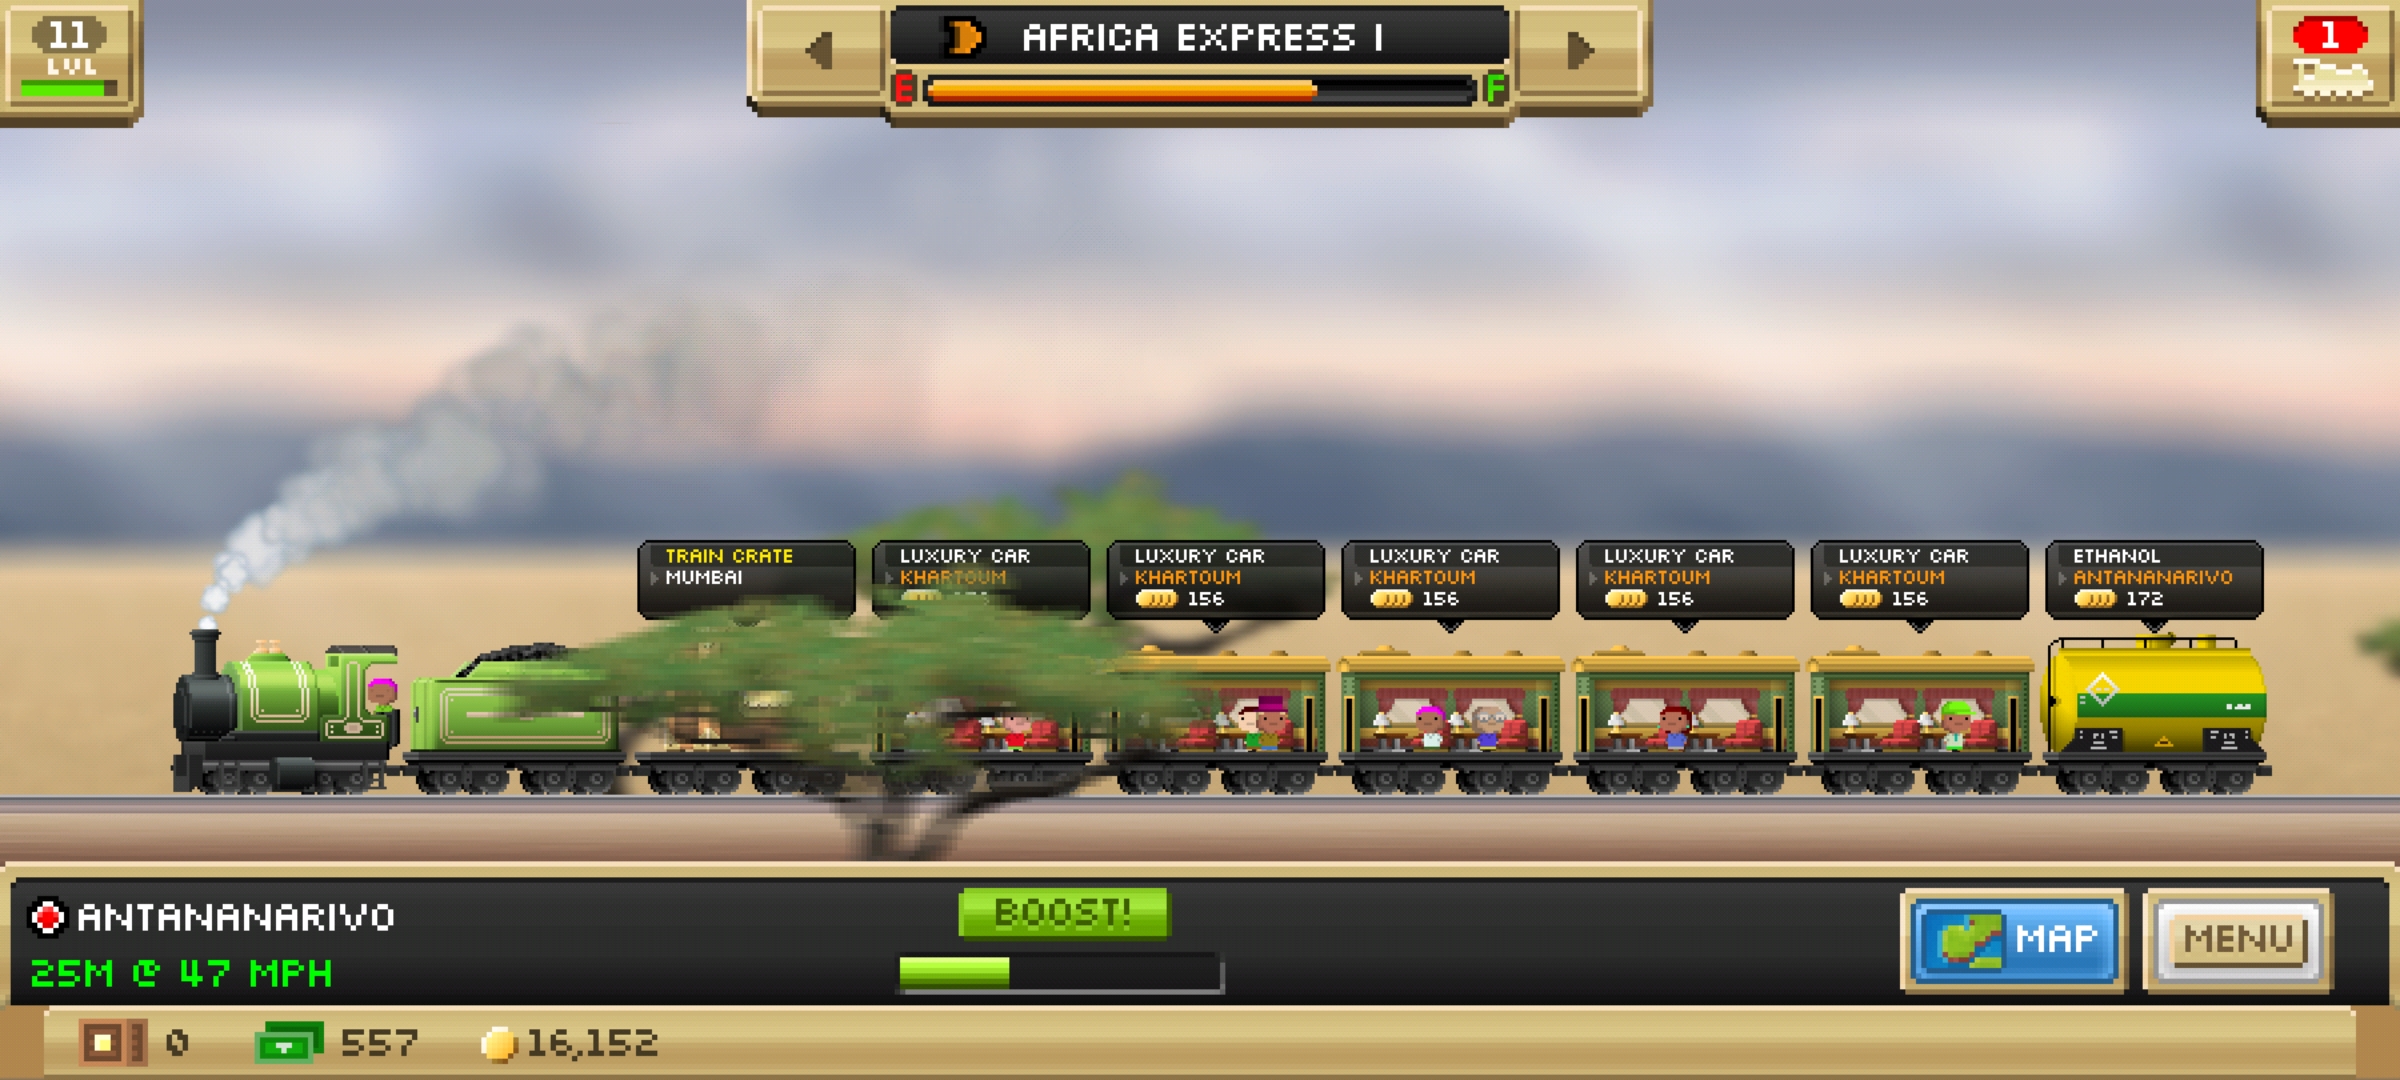 11
LVL
AFRICA EXPRESS I
E
F
1
TRAIN CRATE
MUMBAI
LUXURY CAR
KHARTOUM
LUXURY CAR
KHARTOUM
156
LUXURY CAR
KHARTOUM
156
LUXURY CAR
KHARTOUM
156
LUXURY CAR
KHARTOUM
156
ETHANOL
ANTANANARIVO
172
ANTANANARIVO
25M @ 47 MPH
BOOST!
MAP
MENU
0
557
16,152